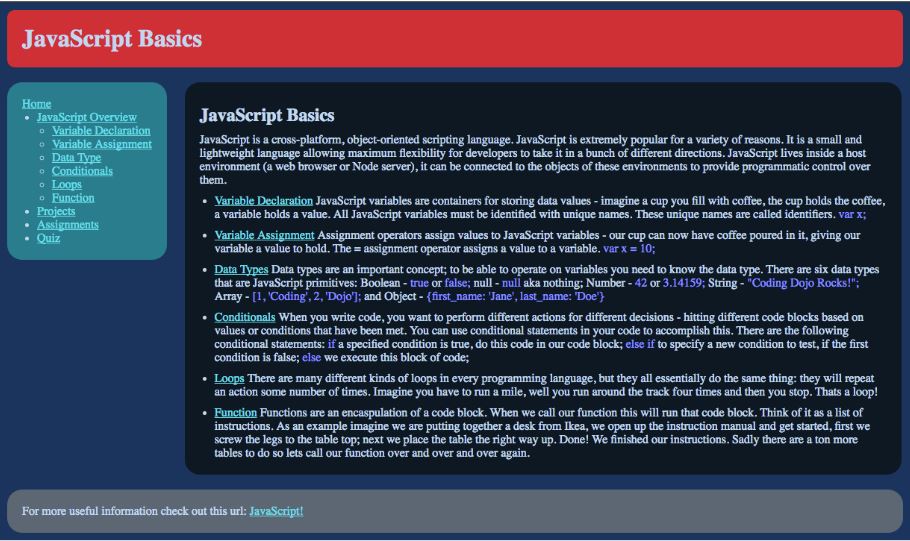 JavaScript Basics
Home
JavaScript Overview
Variable Declaration
Variable Assignment
Data Type
Conditionals
Loops
Function
Projects
Assignments
Quiz
JavaScript Basics
JavaScript is a cross-platform, object-oriented scripting language. JavaScript is extremely popular for a variety of reasons. It is a small and
lightweight language allowing maximum flexibility for developers to take it in a bunch of different directions. JavaScript lives inside a host
environment (a web browser or Node server), it can be connected to the objects of these environments to provide programmatic control over
them.
Variable Declaration JavaScript variables are containers for storing data values - imagine a cup you fill with coffee, the cup holds the coffee,
a variable holds a value. All JavaScript variables must be identified with unique names. These unique names are called identifiers. var x;
Variable Assignment Assignment operators assign values to JavaScript variables - our cup can now have coffee poured in it, giving our
variable a value to hold. The = assignment operator assigns a value to a variable. var x = 10;
Data Types Data types are an important concept; to be able to operate on variables you need to know the data type. There are six data types
that are JavaScript primitives: Boolean - true or false; null - null aka nothing; Number - 42 or 3.14159; String - "Coding Dojo Rocks!";
Array - [1, 'Coding', 2, 'Dojo']; and Object - {first_name: 'Jane', last_name: 'Doe'}
Conditionals When you write code, you want to perform different actions for different decisions - hitting different code blocks based on
values or conditions that have been met. You can use conditional statements in your code to accomplish this. There are the following
conditional statements: if a specified condition is true, do this code in our code block; else if to specify a new condition to test, if the first
condition is false; else we execute this block of code;
Loops There are many different kinds of loops in every programming language, but they all essentially do the same thing: they will repeat
an action some number of times. Imagine you have to run a mile, well you run around the track four times and then you stop. Thats a loop!
Function Functions are an encaspulation of a code block. When we call our function this will run that code block. Think of it as a list of
instructions. As an example imagine we are putting together a desk from Ikea, we open up the instruction manual and get started, first we
screw the legs to the table top; next we place the table the right way up. Done! We finished our instructions. Sadly there are a ton more
tables to do so lets call our function over and over and over again.
For more useful information check out this url: JavaScript!